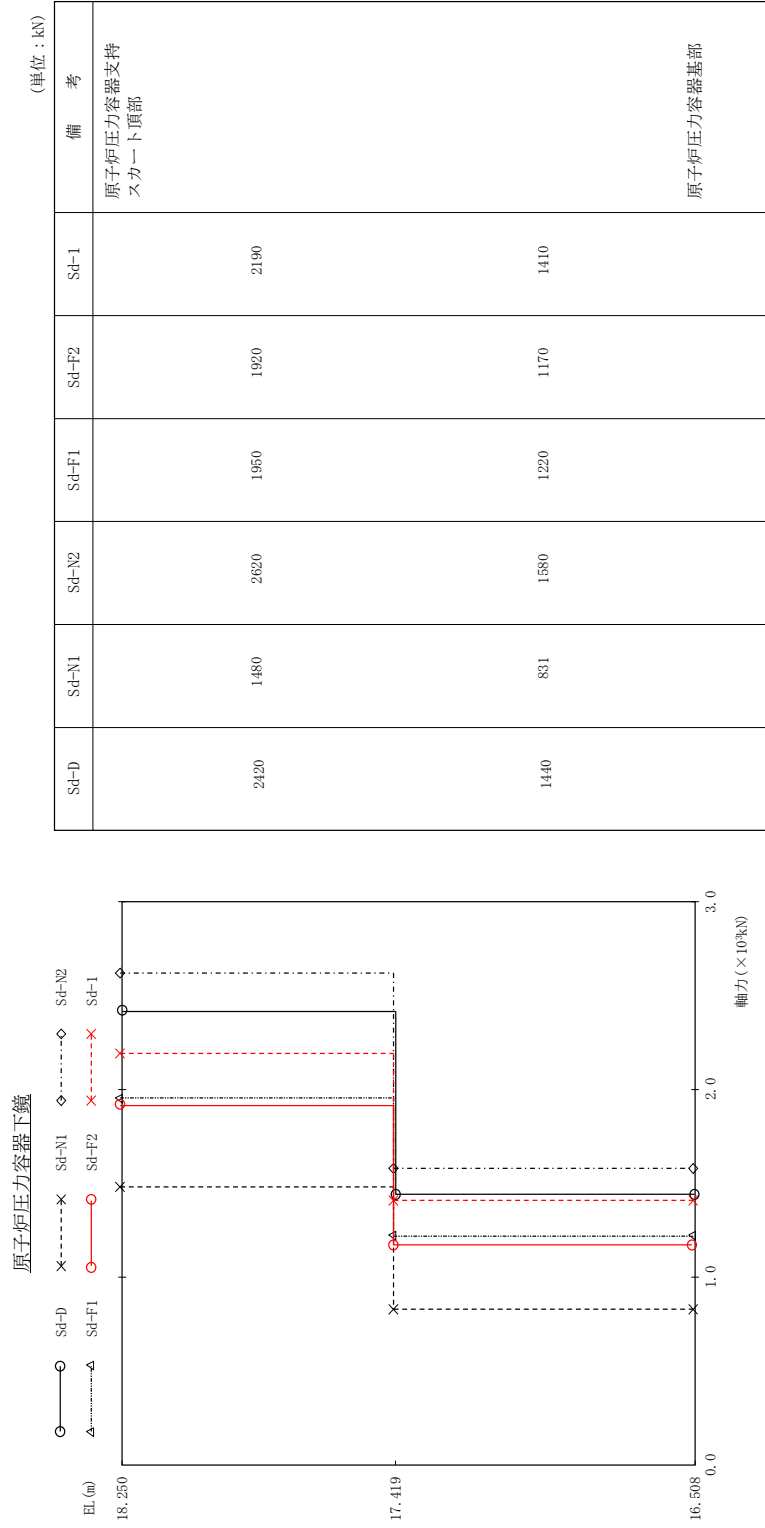 原子炉圧力容器下鏡
Sd-D Sd-N1 Sd-N2
Sd-F1 Sd-F2 Sd-1
EL(m)
18.250
17.419
16.508
0.0 1.0 2.0 3.0
軸力(×10³kN)
(単位:kN)
Sd-D Sd-N1 Sd-N2 Sd-F1 Sd-F2 Sd-1 備 考
原子炉圧力容器支持
スカート頂部
2420 1480 2620 1950 1920 2190
1440 831 1580 1220 1170 1410
原子炉圧力容器基部